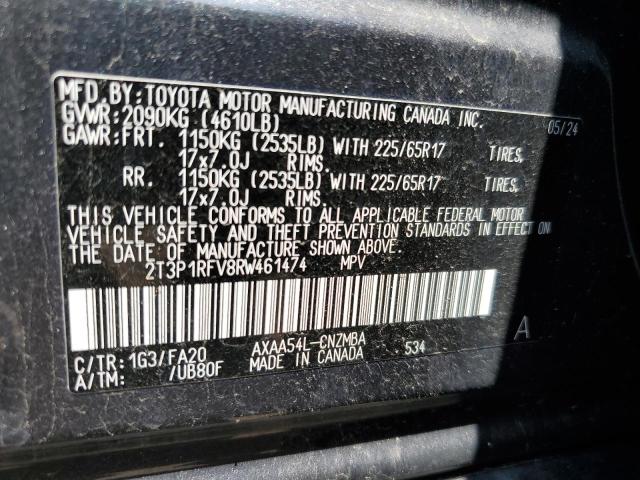 MFD. BY: TOYOTA MOTOR MANUFACTURING CANADA INC. 05/24
GVWR: 2090KG (4610LB)
GAWR: FRT. 1150KG (2535LB) WITH 225/65R17 TIRES,
17x7.0J RIMS.
RR. 1150KG (2535LB) WITH 225/65R17 TIRES,
17x7.0J RIMS.
THIS VEHICLE CONFORMS TO ALL APPLICABLE FEDERAL MOTOR
VEHICLE SAFETY AND THEFT PREVENTION STANDARDS IN EFFECT ON
THE DATE OF MANUFACTURE SHOWN ABOVE.
2T3P1RFV8RW461474 MPV
C/TR: 1G3/FA20 AXAA54L-CNZMBA 534 A
A/TM: /UB80F MADE IN CANADA